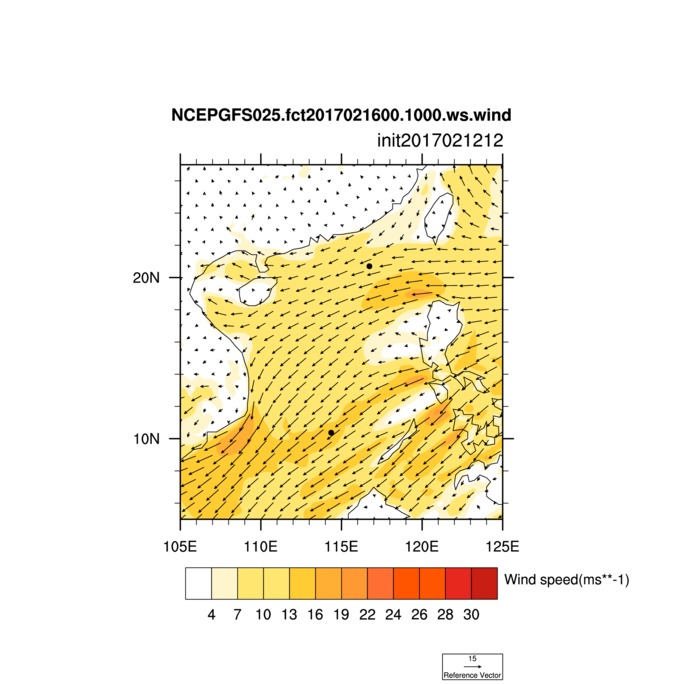 NCEPGFS025.fct2017021600.1000.ws.wind
init2017021212
20N
10N
105E 110E 115E 120E 125E
Wind speed(ms**-1)
4 7 10 13 16 19 22 24 26 28 30
15
Reference Vector